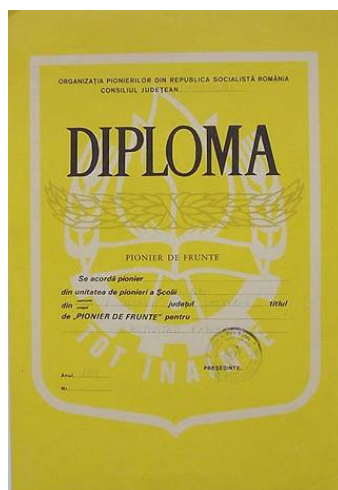 ORGANIZAȚIA PIONIERILOR DIN REPUBLICA SOCIALISTĂ ROMÂNIA
CONSILIUL JUDEȚEAN
DIPLOMA
PIONIER DE FRUNTE
Se acordă pionier
din unitatea de pionieri a Școlii
din județul titlul
de „PIONIER DE FRUNTE" pentru
TOT ÎNAINTE
PREȘEDINTE,
Anul
Nr.